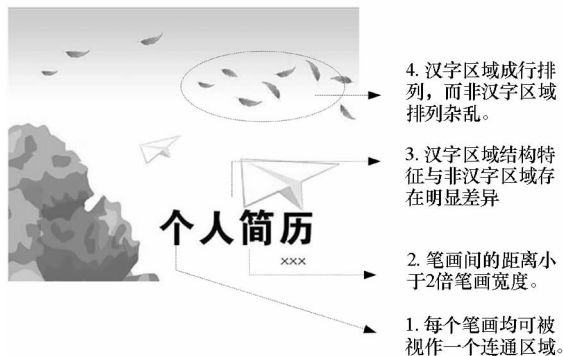 4. 汉字区域成行排
列，而非汉字区域
排列杂乱。
3. 汉字区域结构特
征与非汉字区域存
在明显差异
个人简历
×××
2. 笔画间的距离小
于2倍笔画宽度。
1. 每个笔画均可被
视作一个连通区域。